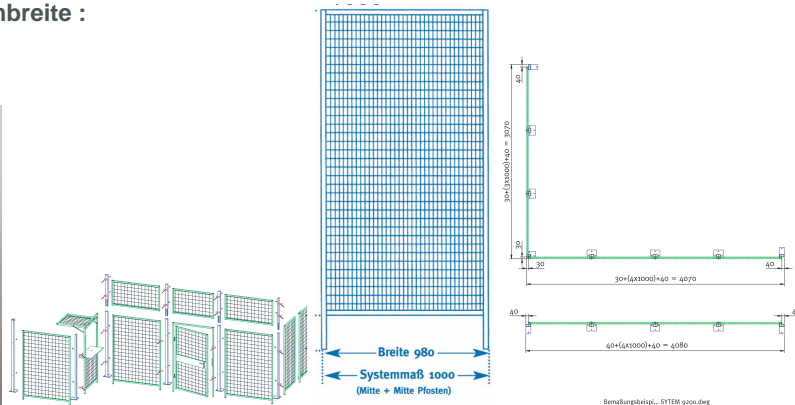 nbreite :
Breite 980
Systemmaß 1000
(Mitte + Mitte Pfosten)
40
30+(3x1000)+40 = 3070
30
30
40
30+(4x1000)+40 = 4070
40
40+(4x1000)+40 = 4080
Bemaßungsbeispi... SYTEM 9200.dwg